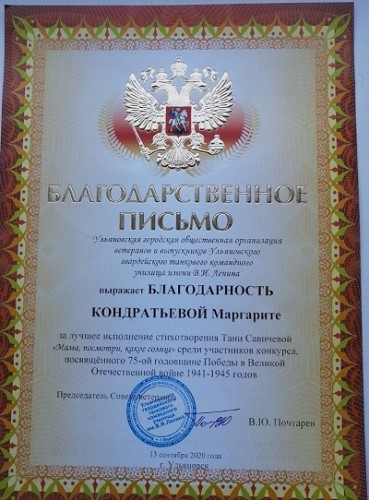 БЛАГОДАРСТВЕННОЕ
ПИСЬМО
Ульяновская городская общественная организация
ветеранов и выпускников Ульяновского
гвардейского танкового командного
училища имени В.И. Ленина
выражает БЛАГОДАРНОСТЬ
КОНДРАТЬЕВОЙ Маргарите
за лучшее исполнение стихотворения Тани Савичевой
«Мама, посмотри, какое солнце» среди участников конкурса,
посвящённого 75-ой годовщине Победы в Великой
Отечественной войне 1941-1945 годов
Председатель Совета ветеранов
В.Ю. Почтарев
13 сентября 2020 года
г. Ульяновск